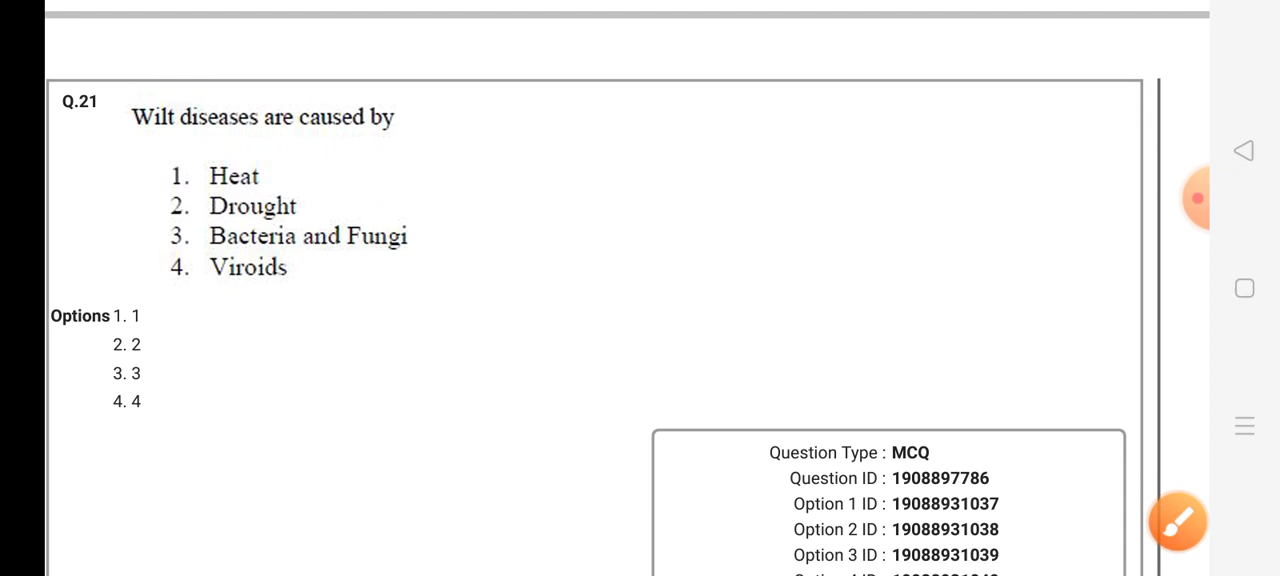 Q.21
Wilt diseases are caused by
1. Heat
2. Drought
3. Bacteria and Fungi
4. Viroids
Options 1. 1
2. 2
3. 3
4. 4
Question Type : MCQ
Question ID : 1908897786
Option 1 ID : 19088931037
Option 2 ID : 19088931038
Option 3 ID : 19088931039